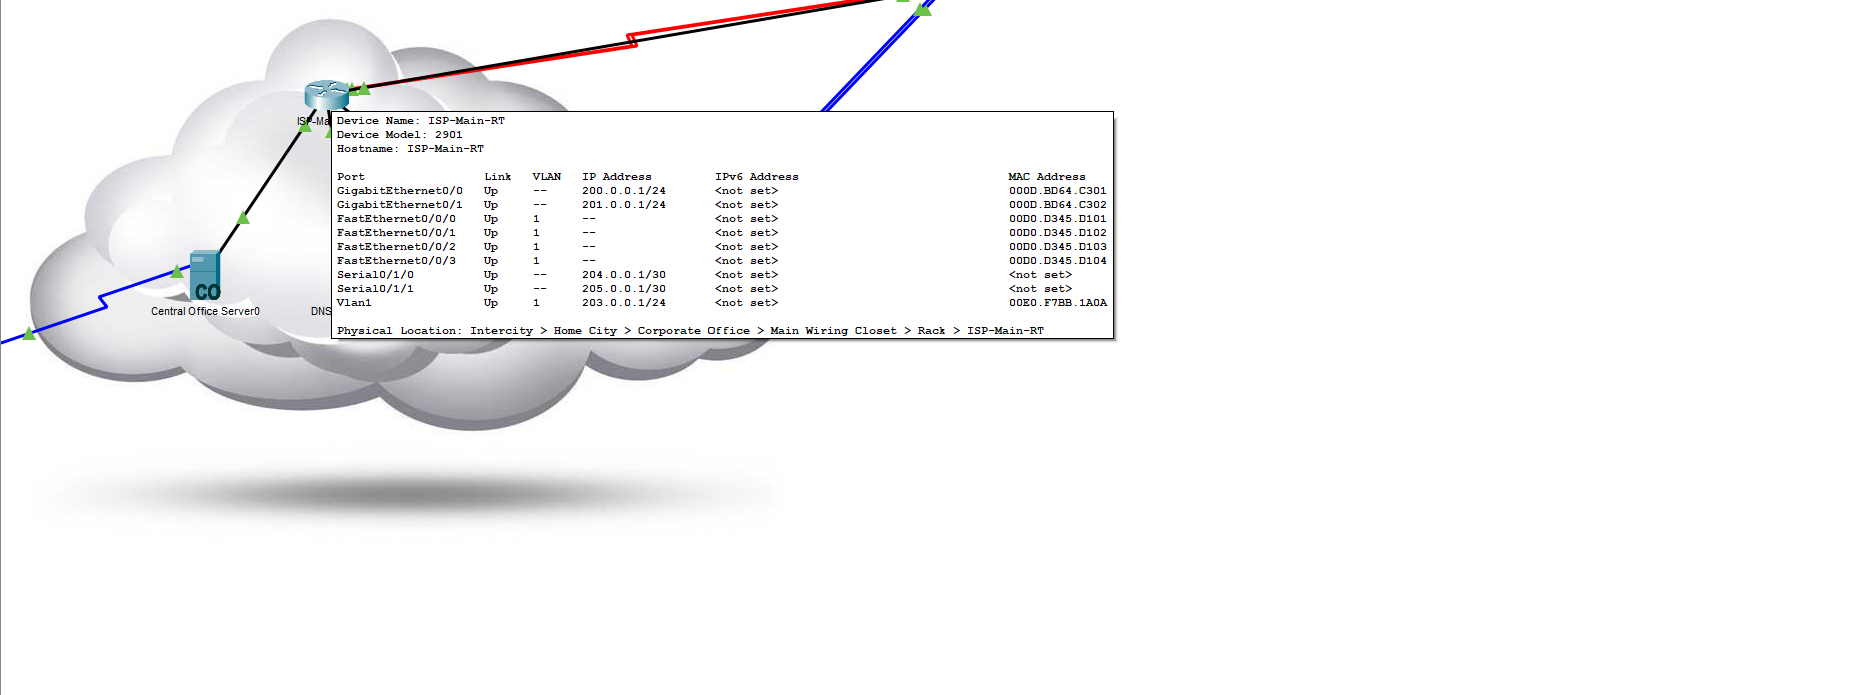 ISP-Ma
Device Name: ISP-Main-RT
Device Model: 2901
Hostname: ISP-Main-RT
Port Link VLAN IP Address IPv6 Address MAC Address
GigabitEthernet0/0 Up -- 200.0.0.1/24 <not set> 000D.BD64.C301
GigabitEthernet0/1 Up -- 201.0.0.1/24 <not set> 000D.BD64.C302
FastEthernet0/0/0 Up 1 -- <not set> 00D0.D345.D101
FastEthernet0/0/1 Up 1 -- <not set> 00D0.D345.D102
FastEthernet0/0/2 Up 1 -- <not set> 00D0.D345.D103
FastEthernet0/0/3 Up 1 -- <not set> 00D0.D345.D104
Serial0/1/0 Up -- 204.0.0.1/30 <not set> <not set>
Serial0/1/1 Up -- 205.0.0.1/30 <not set> <not set>
Vlan1 Up 1 203.0.0.1/24 <not set> 00E0.F7BB.1A0A
Physical Location: Intercity > Home City > Corporate Office > Main Wiring Closet > Rack > ISP-Main-RT
CO
Central Office Server0
DNS